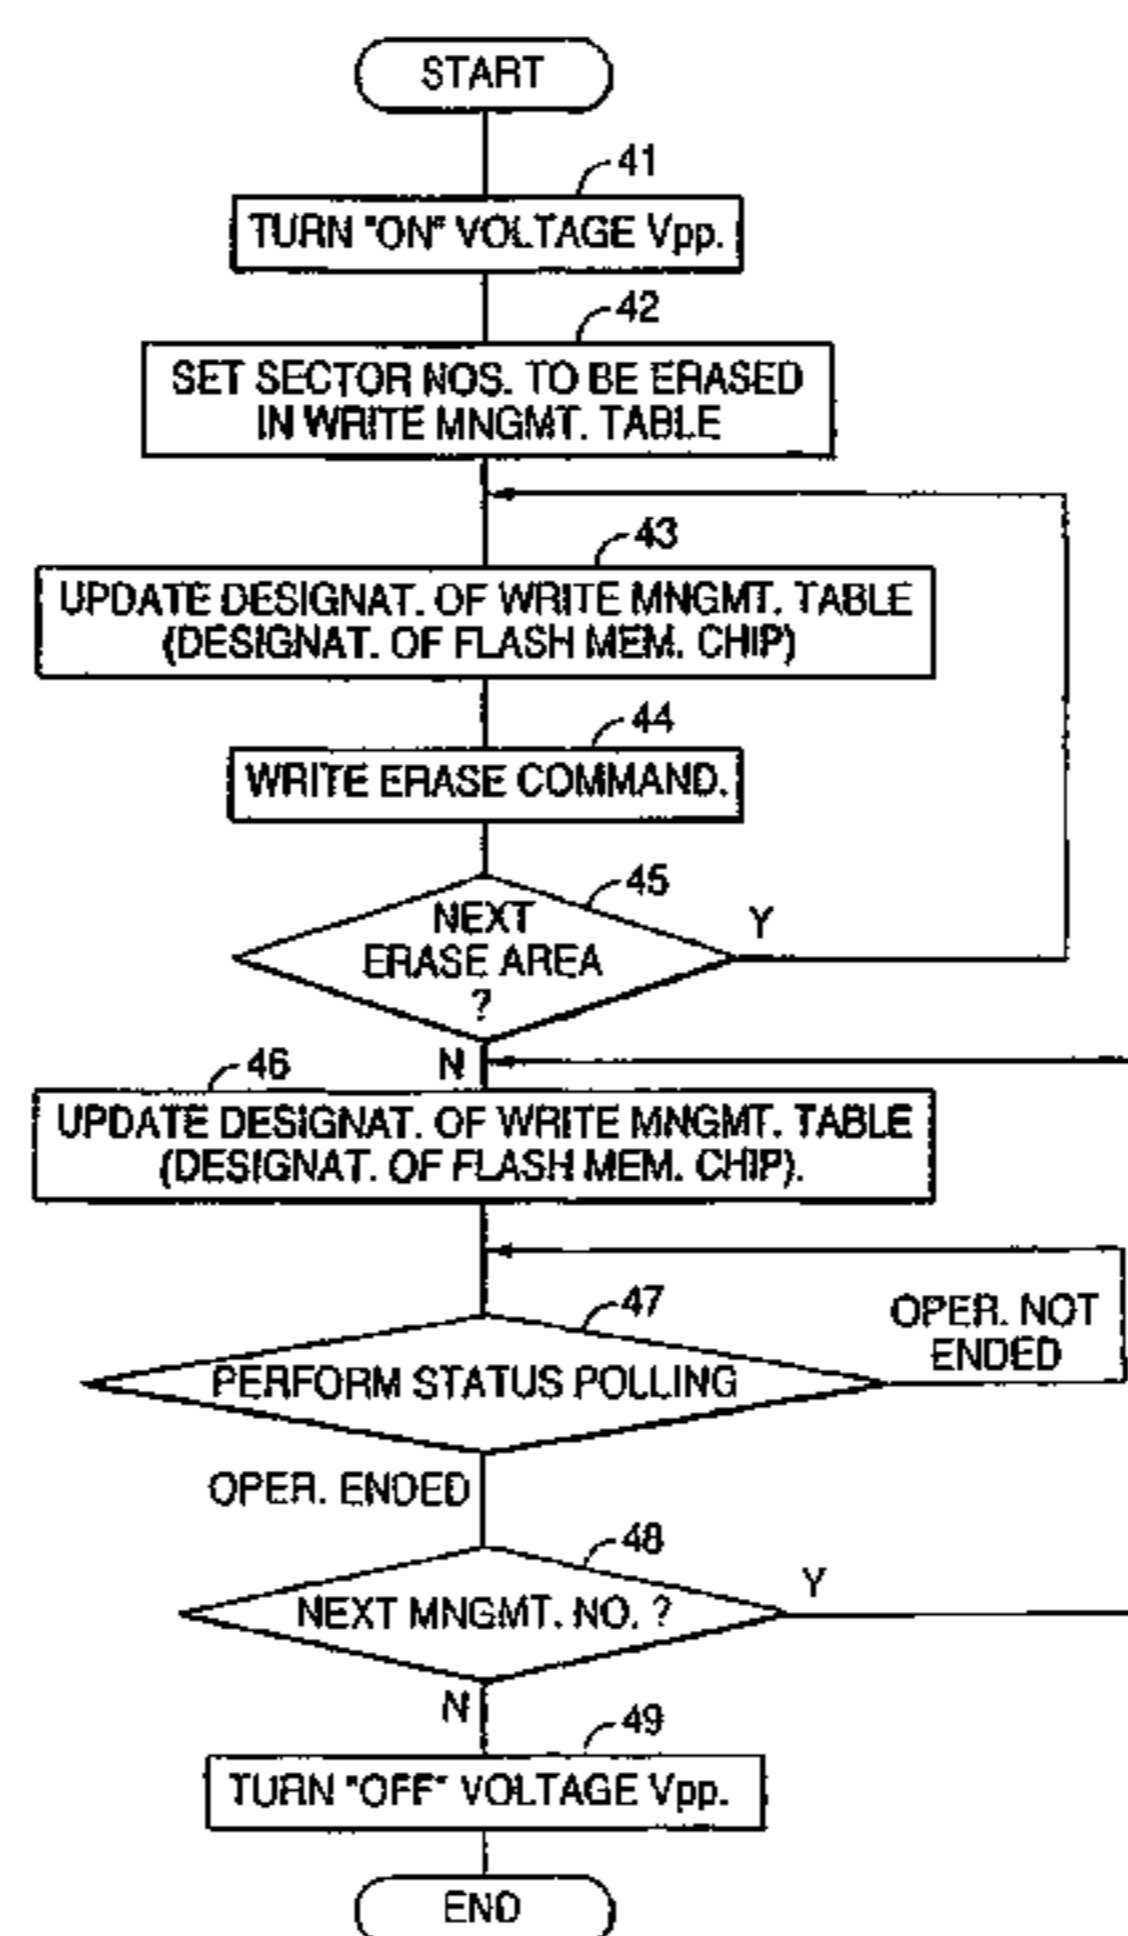 START
41
TURN "ON" VOLTAGE Vpp.
42
SET SECTOR NOS. TO BE ERASED
IN WRITE MNGMT. TABLE
43
UPDATE DESIGNAT. OF WRITE MNGMT. TABLE
(DESIGNAT. OF FLASH MEM. CHIP)
44
WRITE ERASE COMMAND.
45
NEXT
ERASE AREA
?
Y
N
46
UPDATE DESIGNAT. OF WRITE MNGMT. TABLE
(DESIGNAT. OF FLASH MEM. CHIP).
47
PERFORM STATUS POLLING
OPER. NOT
ENDED
OPER. ENDED
48
NEXT MNGMT. NO. ?
Y
N
49
TURN "OFF" VOLTAGE Vpp.
END